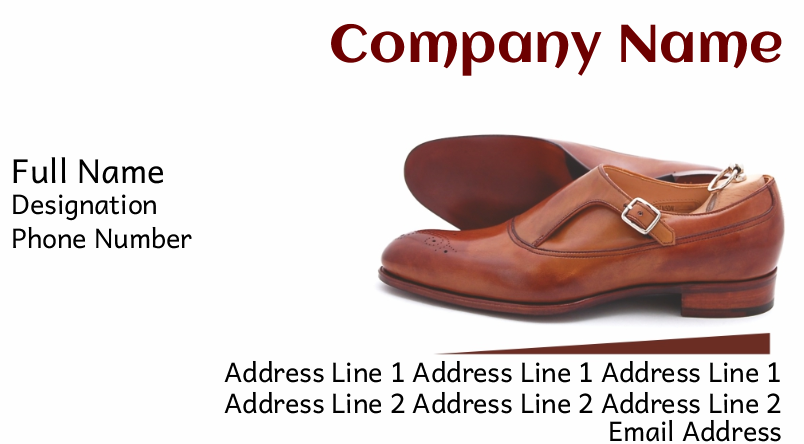 Company Name
Full Name
Designation
Phone Number
Address Line 1 Address Line 1 Address Line 1
Address Line 2 Address Line 2 Address Line 2
Email Address